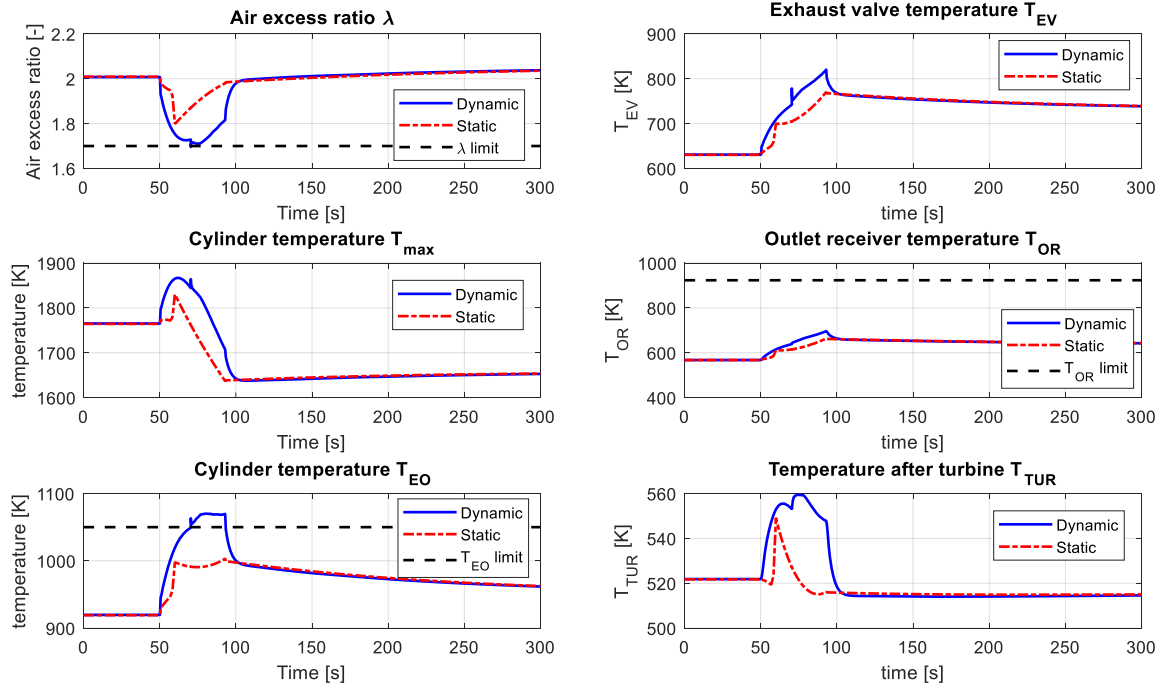 Air excess ratio λ
Air excess ratio [-]
2.2
2
1.8
1.6
Dynamic
Static
λ limit
0 50 100 150 200 250 300
Time [s]
Exhaust valve temperature T_EV
T_EV [K]
900
800
700
600
Dynamic
Static
0 50 100 150 200 250 300
time [s]
Cylinder temperature T_max
temperature [K]
1900
1800
1700
1600
Dynamic
Static
0 50 100 150 200 250 300
Time [s]
Outlet receiver temperature T_OR
T_OR [K]
1000
800
600
400
Dynamic
Static
T_OR limit
0 50 100 150 200 250 300
time [s]
Cylinder temperature T_EO
temperature [K]
1100
1000
900
Dynamic
Static
T_EO limit
0 50 100 150 200 250 300
Time [s]
Temperature after turbine T_TUR
T_TUR [K]
560
540
520
500
Dynamic
Static
0 50 100 150 200 250 300
time [s]